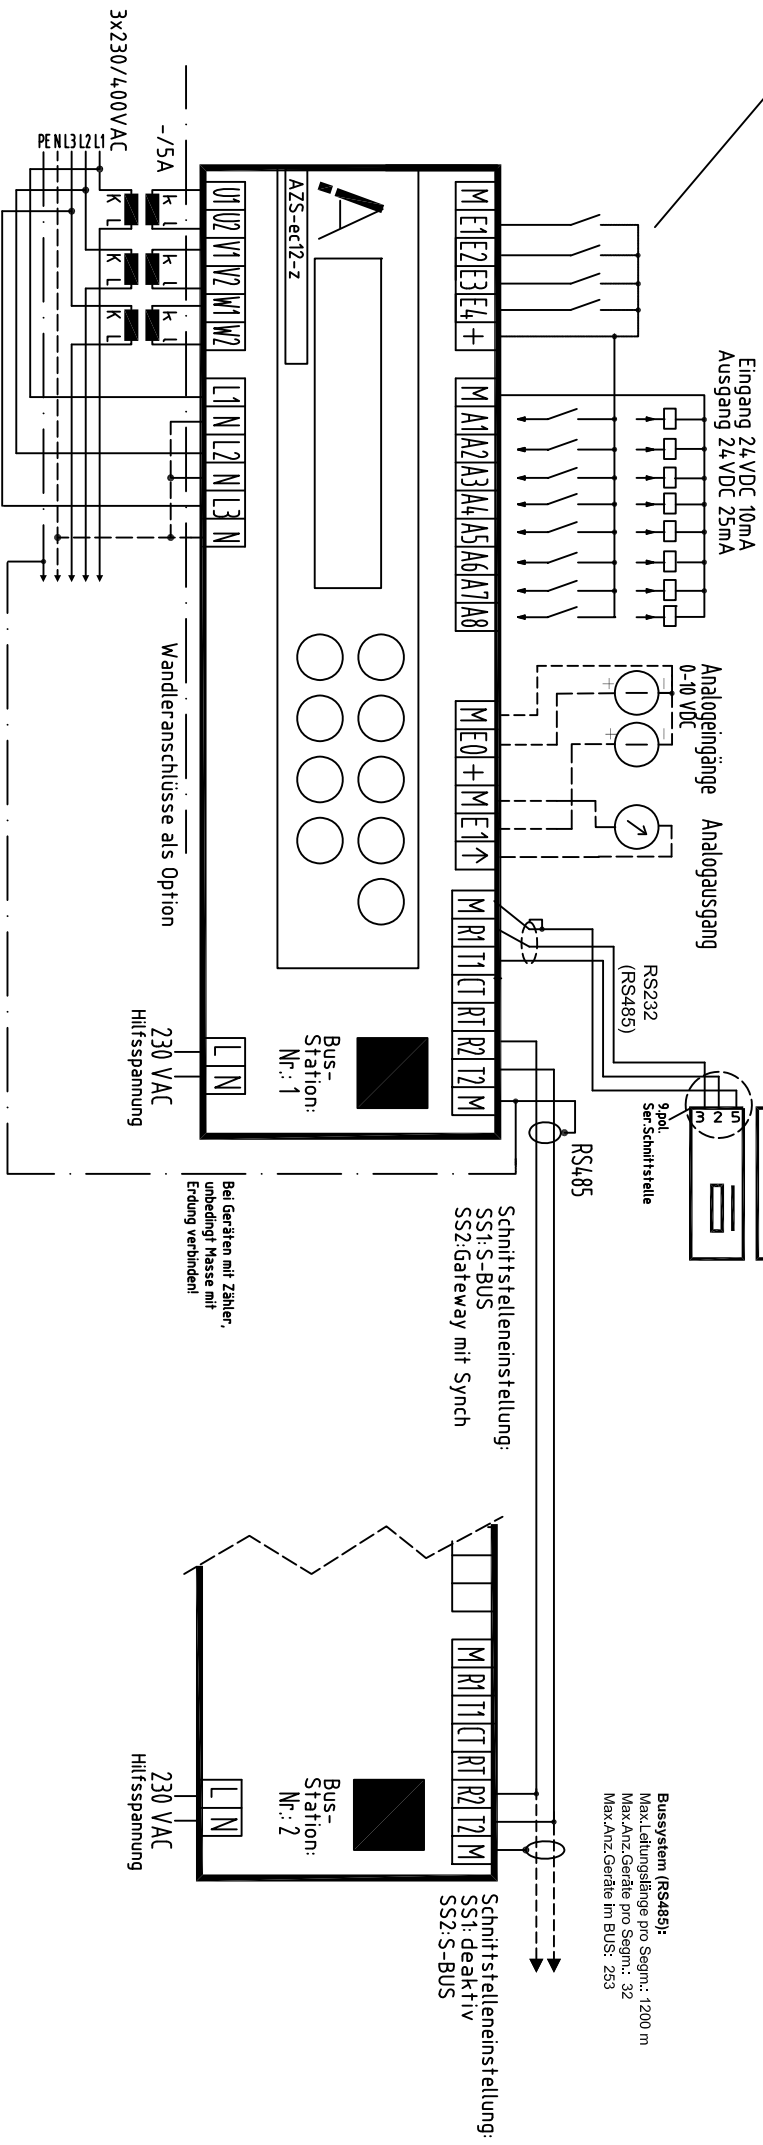 3x230/400VAC
-/5A
PE
N
L3
L2
L1
K L
K L
K L
k l
k l
k l
U1 U2 V1 V2 W1 W2
L1 N L2 N L3 N
Wandleranschlüsse als Option
AZS-ec12-z
Ai
M E1 E2 E3 E4 +
M A1 A2 A3 A4 A5 A6 A7 A8
M E0 + M E1 ↑
M R1 T1 CT RT R2 T2 M
Eingang 24VDC 10mA
Ausgang 24VDC 25mA
Analogeingänge
0-10 VDC
+ -
+ -
Analogausgang
RS232
(RS485)
9.pol.
Ser.Schnittstelle
3 2 5
RS485
Bus-
Station:
Nr.: 1
L N
230 VAC
Hilfsspannung
Bei Geräten mit Zähler,
unbedingt Masse mit
Erdung verbinden!
Schnittstelleneinstellung:
SS1:S-BUS
SS2:Gateway mit Synch
M R1 T1 CT RT R2 T2 M
Bus-
Station:
Nr.: 2
L N
230 VAC
Hilfsspannung
Bussystem (RS485):
Max.Leitungslänge pro Segm.: 1200 m
Max.Anz.Geräte pro Segm.: 32
Max.Anz.Geräte im BUS: 253
Schnittstelleneinstellung:
SS1: deaktiv
SS2:S-BUS